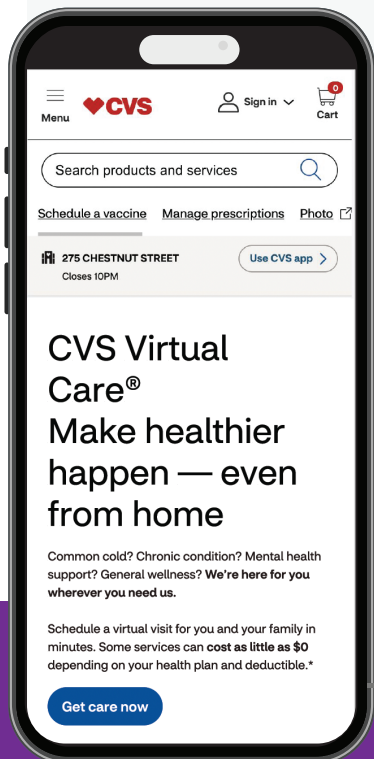 0
Menu
CVS
Sign in
Cart
Search products and services
Schedule a vaccine Manage prescriptions Photo
275 CHESTNUT STREET
Closes 10PM
Use CVS app
CVS Virtual
Care®
Make healthier
happen — even
from home
Common cold? Chronic condition? Mental health
support? General wellness? We're here for you
wherever you need us.
Schedule a virtual visit for you and your family in
minutes. Some services can cost as little as $0
depending on your health plan and deductible.*
Get care now